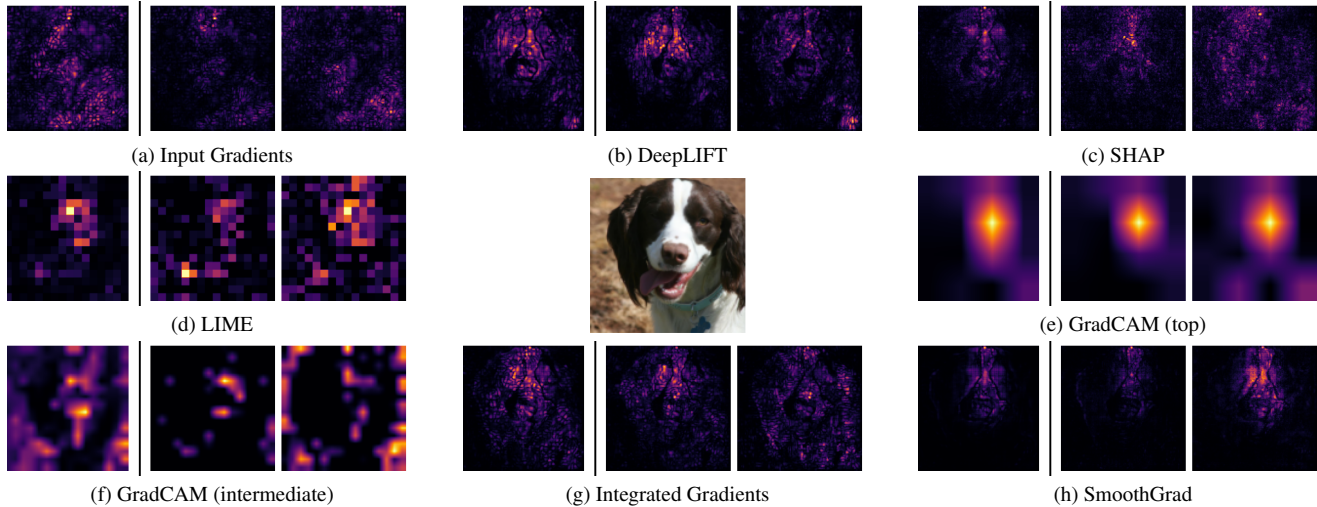 (a) Input Gradients
(b) DeepLIFT
(c) SHAP
(d) LIME
(e) GradCAM (top)
(f) GradCAM (intermediate)
(g) Integrated Gradients
(h) SmoothGrad